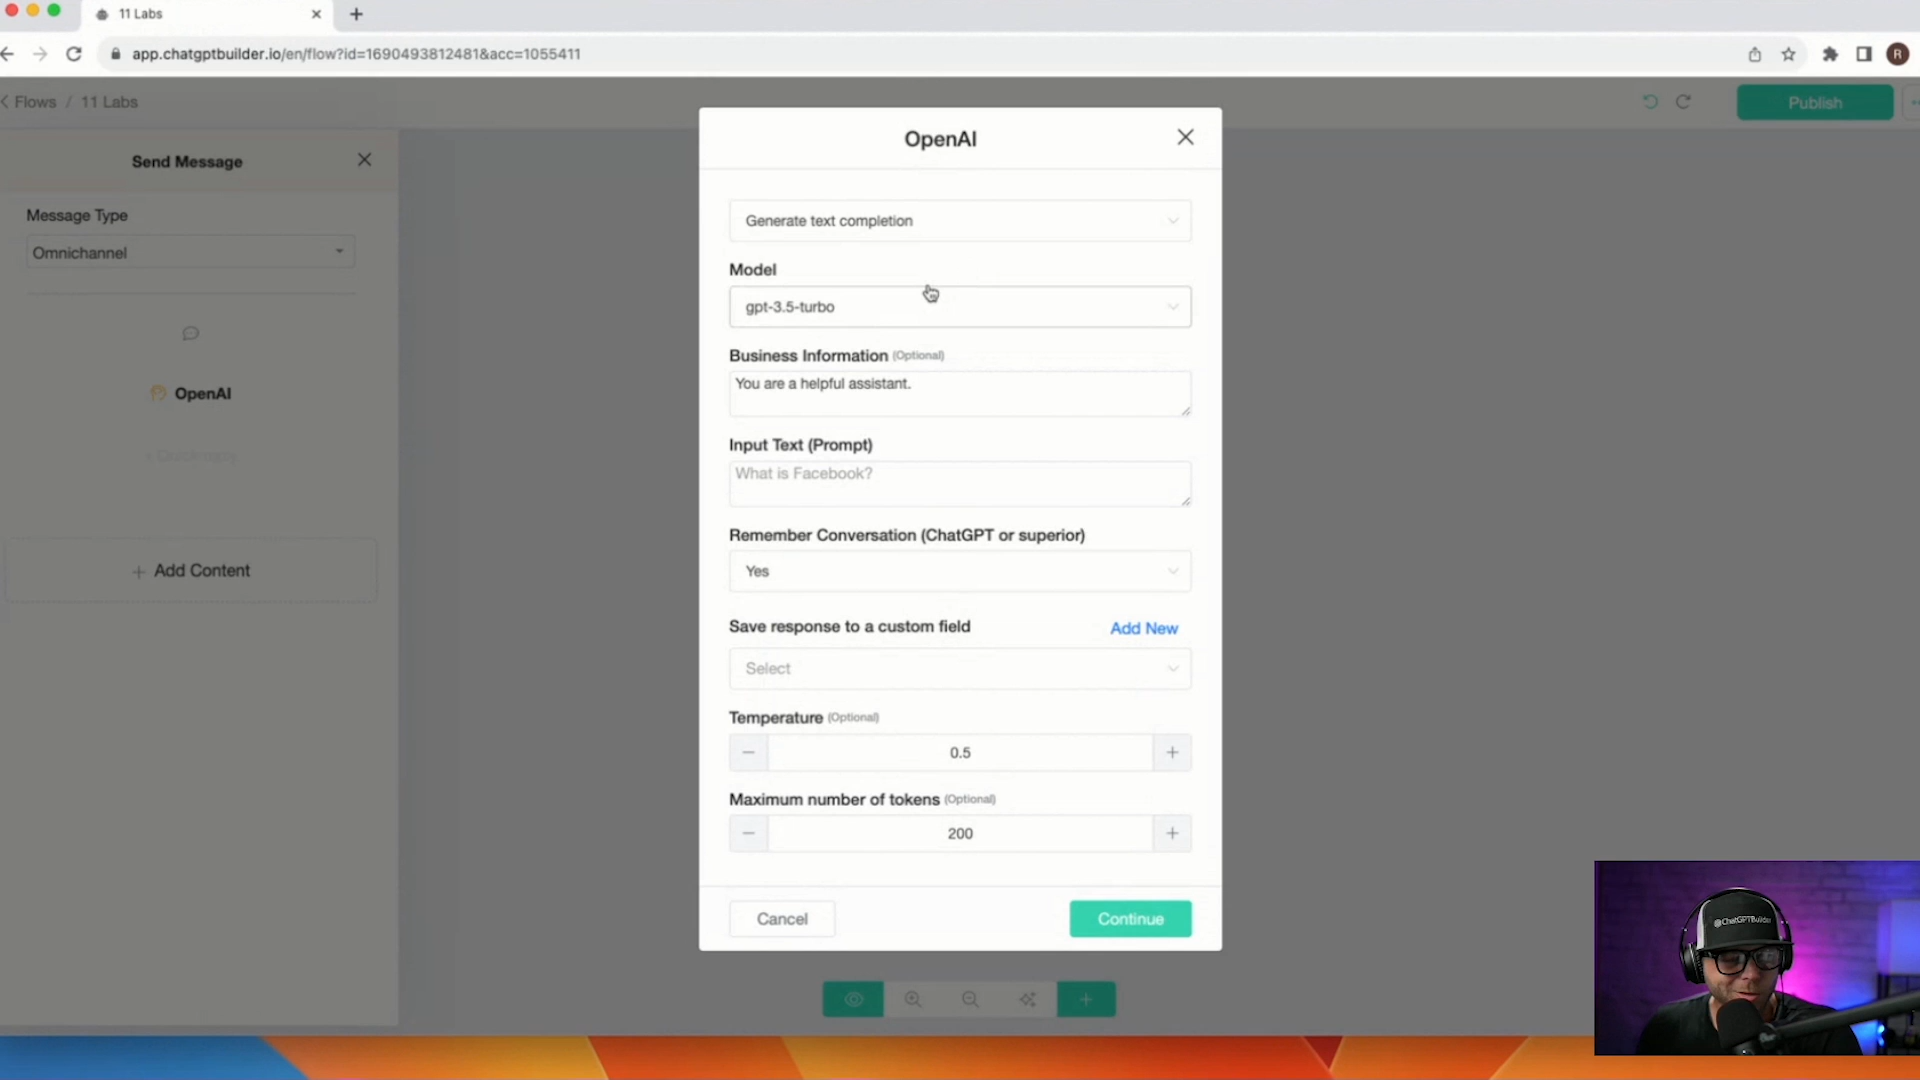 11 Labs
app.chatgptbuilder.io/en/flow?id=1690493812481&acc=1055411
R
Flows / 11 Labs
Publish
Send Message
Message Type
Omnichannel
OpenAI
+ Add Content
OpenAI
Generate text completion
Model
gpt-3.5-turbo
Business Information (Optional)
You are a helpful assistant.
Input Text (Prompt)
What is Facebook?
Remember Conversation (ChatGPT or superior)
Yes
Save response to a custom field
Add New
Select
Temperature (Optional)
0.5
Maximum number of tokens (Optional)
200
Cancel
Continue
ChatGPTBuilder